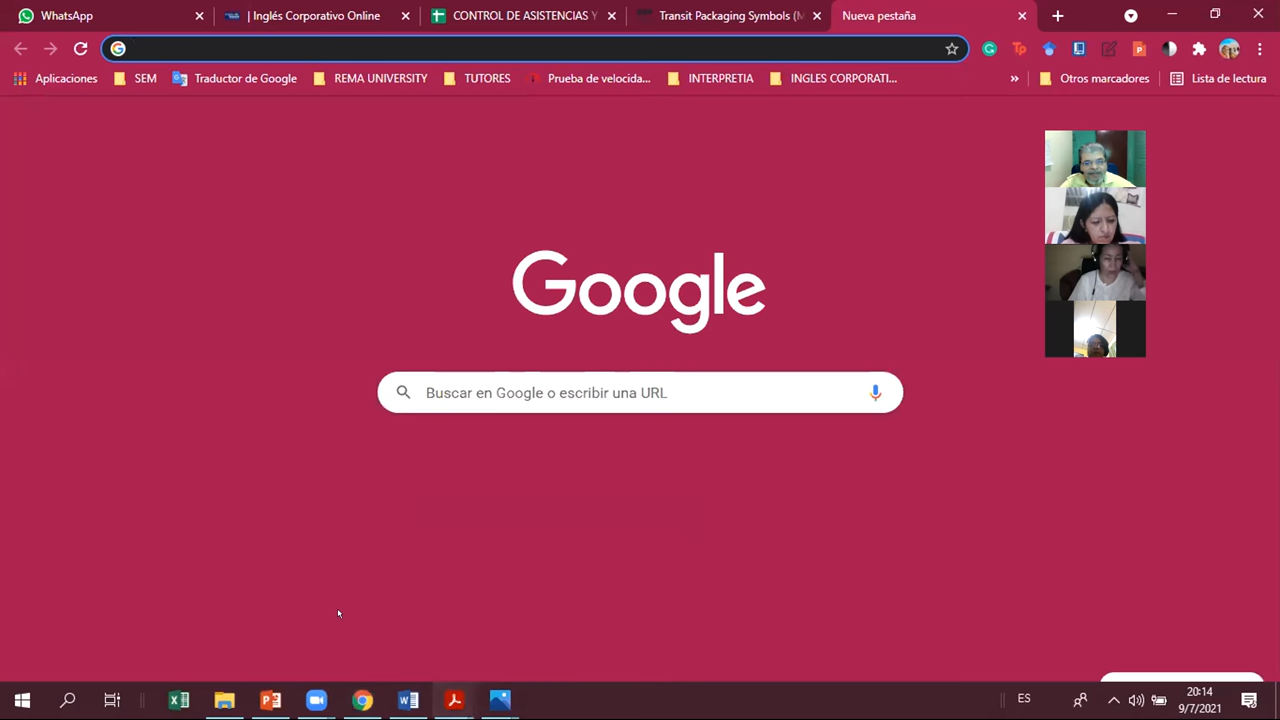 WhatsApp
| Inglés Corporativo Online
CONTROL DE ASISTENCIAS Y
Transit Packaging Symbols (M
Nueva pestaña
Aplicaciones
SEM
Traductor de Google
REMA UNIVERSITY
TUTORES
Prueba de velocida...
INTERPRETIA
INGLES CORPORATI...
»
Otros marcadores
Lista de lectura
Google
Buscar en Google o escribir una URL
ES
20:14
9/7/2021